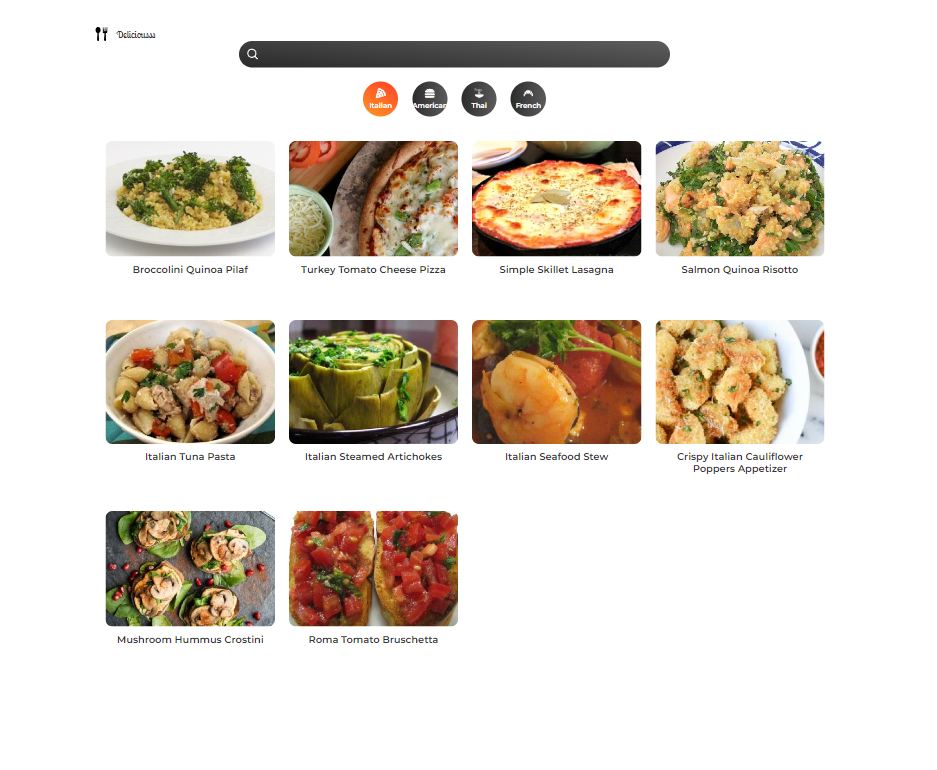 Deliciousss
Italian
American
Thai
French
Broccolini Quinoa Pilaf
Turkey Tomato Cheese Pizza
Simple Skillet Lasagna
Salmon Quinoa Risotto
Italian Tuna Pasta
Italian Steamed Artichokes
Italian Seafood Stew
Crispy Italian Cauliflower
Poppers Appetizer
Mushroom Hummus Crostini
Roma Tomato Bruschetta